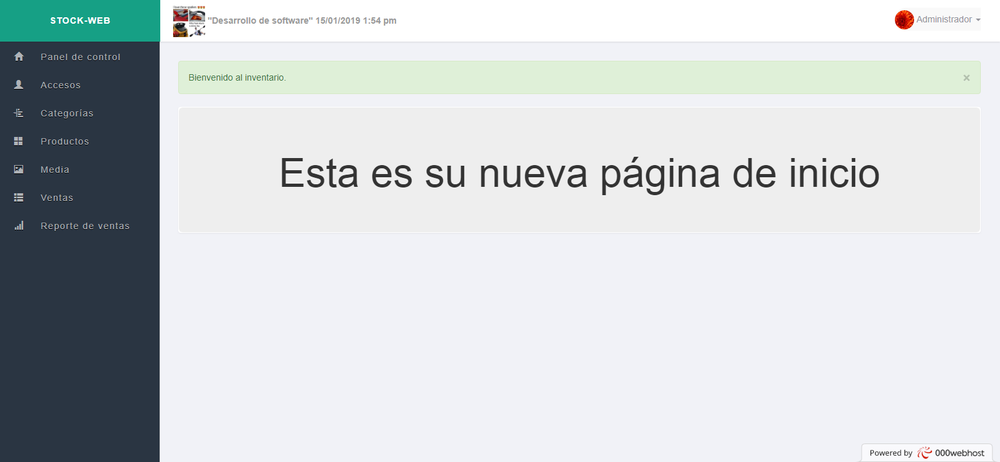 STOCK-WEB
"Desarrollo de software" 15/01/2019 1:54 pm
Administrador
Panel de control
Accesos
Categorías
Productos
Media
Ventas
Reporte de ventas
Bienvenido al inventario.
×
Esta es su nueva página de inicio
Powered by 000webhost